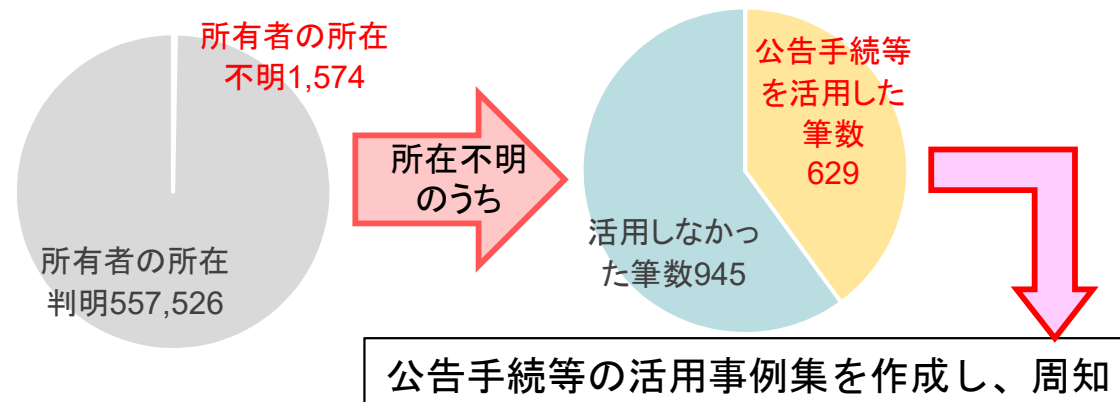 所有者の所在
不明1,574
所有者の所在
判明557,526
所在不明
のうち
公告手続等
を活用した
筆数
629
活用しなかっ
た筆数945
公告手続等の活用事例集を作成し、周知